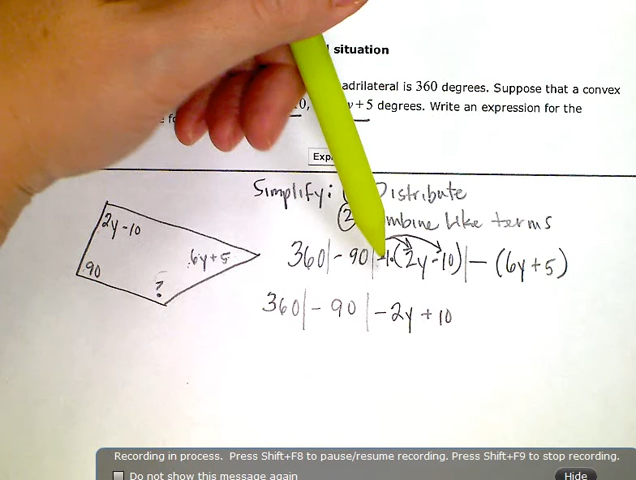 situation
adrilateral is 360 degrees. Suppose that a convex
+5 degrees. Write an expression for the
Simplify: Distribute
② mbine like terms
2y-10
6y+5
90
?
360|- 90|-1·(2y-10)|- (6y+5)
360|- 90|-2y+10
Recording in process. Press Shift+F8 to pause/resume recording. Press Shift+F9 to stop recording.
Do not show this message again
Hide